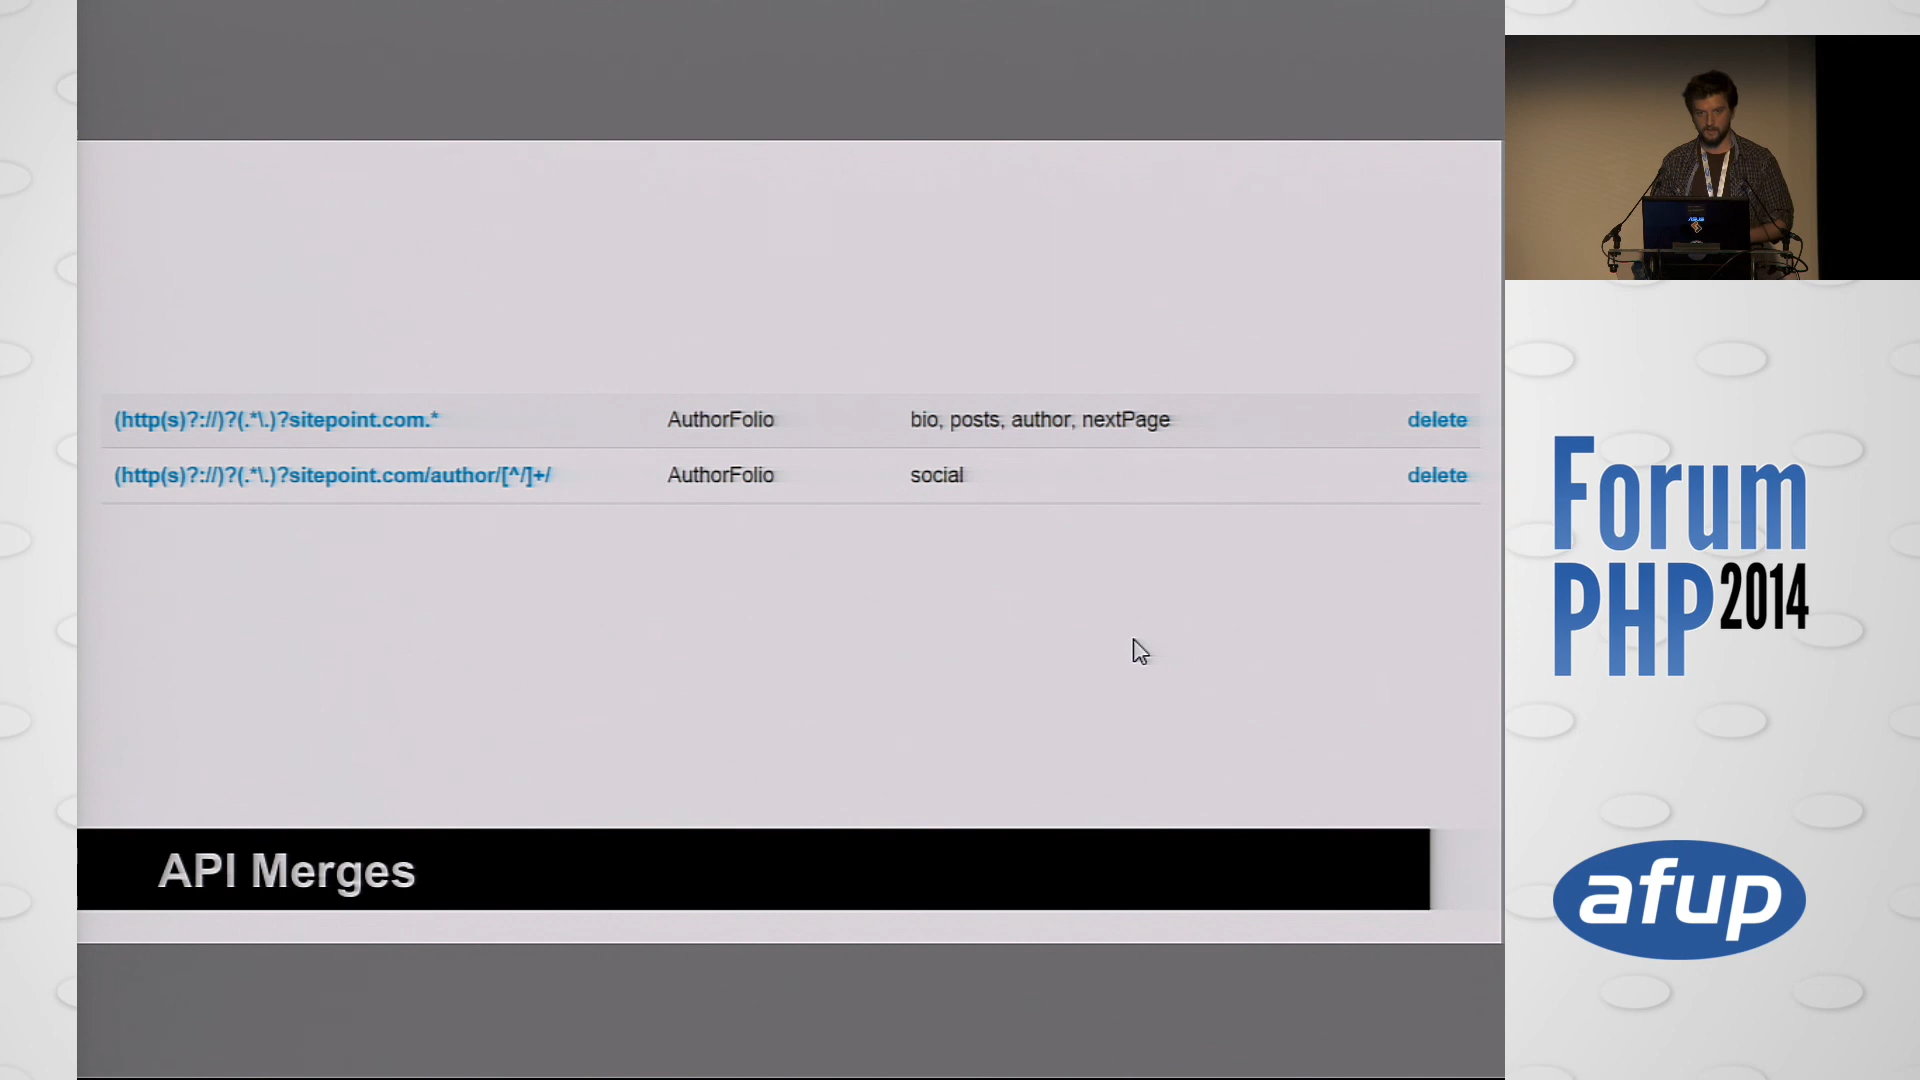 (http(s)?://)?(.*\.)?sitepoint.com.* AuthorFolio bio, posts, author, nextPage delete
(http(s)?://)?(.*\.)?sitepoint.com/author/[^/]+/ AuthorFolio social delete
API Merges
ASUS
Forum
PHP 2014
afup